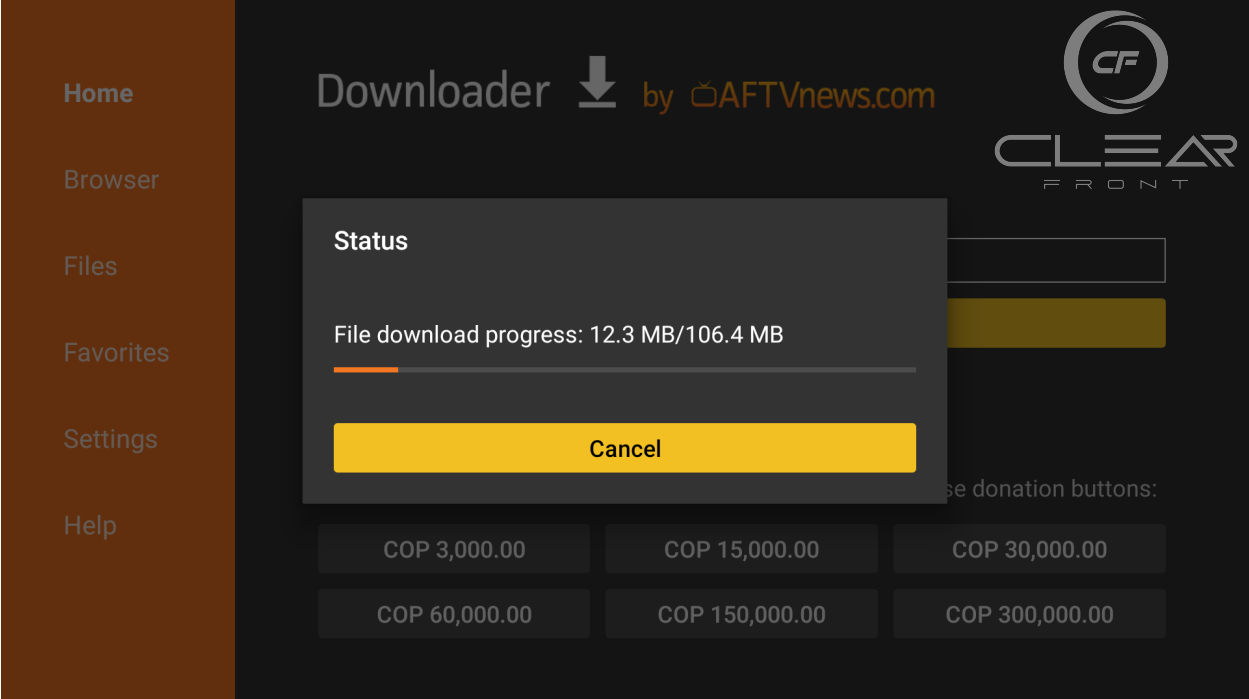 Home
Browser
Files
Favorites
Settings
Help
Downloader by AFTVnews.com
CF
CLEAR
FRONT
Status
File download progress: 12.3 MB/106.4 MB
Cancel
se donation buttons:
COP 3,000.00 COP 15,000.00 COP 30,000.00
COP 60,000.00 COP 150,000.00 COP 300,000.00